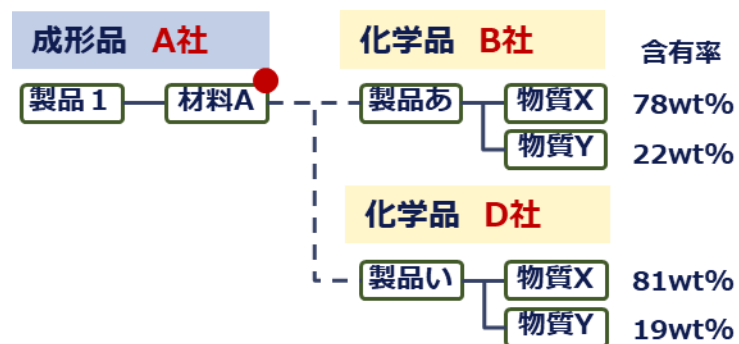 成形品 A社
化学品 B社
含有率
製品１
材料A
製品あ
物質X
78wt%
物質Y
22wt%
化学品 D社
製品い
物質X
81wt%
物質Y
19wt%